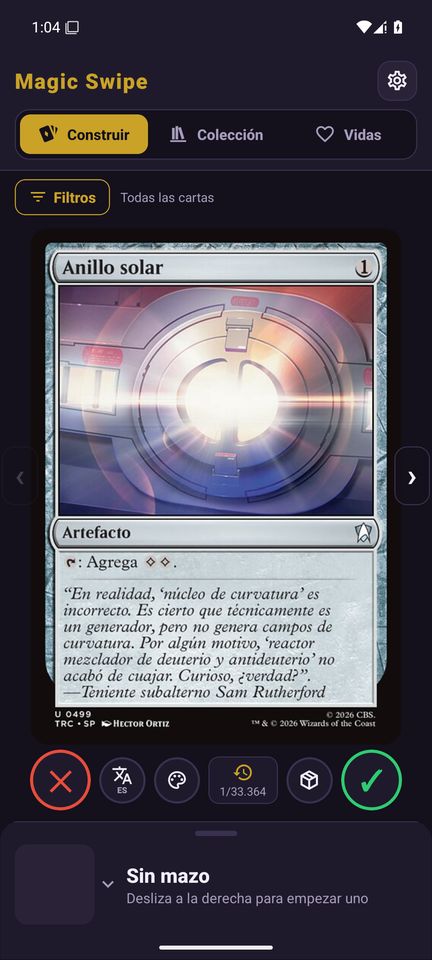 1:04
Magic Swipe
Construir
Colección
Vidas
Filtros
Todas las cartas
Anillo solar
1
Artefacto
: Agrega
“En realidad, ‘núcleo de curvatura’ es
incorrecto. Es cierto que técnicamente es
un generador, pero no genera campos de
curvatura. Por algún motivo, ‘reactor
mezclador de deuterio y antideuterio’ no
acabó de cuajar. Curioso, ¿verdad?”.
—Teniente subalterno Sam Rutherford
U 0499
TRC • SP Hector Ortiz
© 2026 CBS.
™ & © 2026 Wizards of the Coast
ES
1/33.364
Sin mazo
Desliza a la derecha para empezar uno